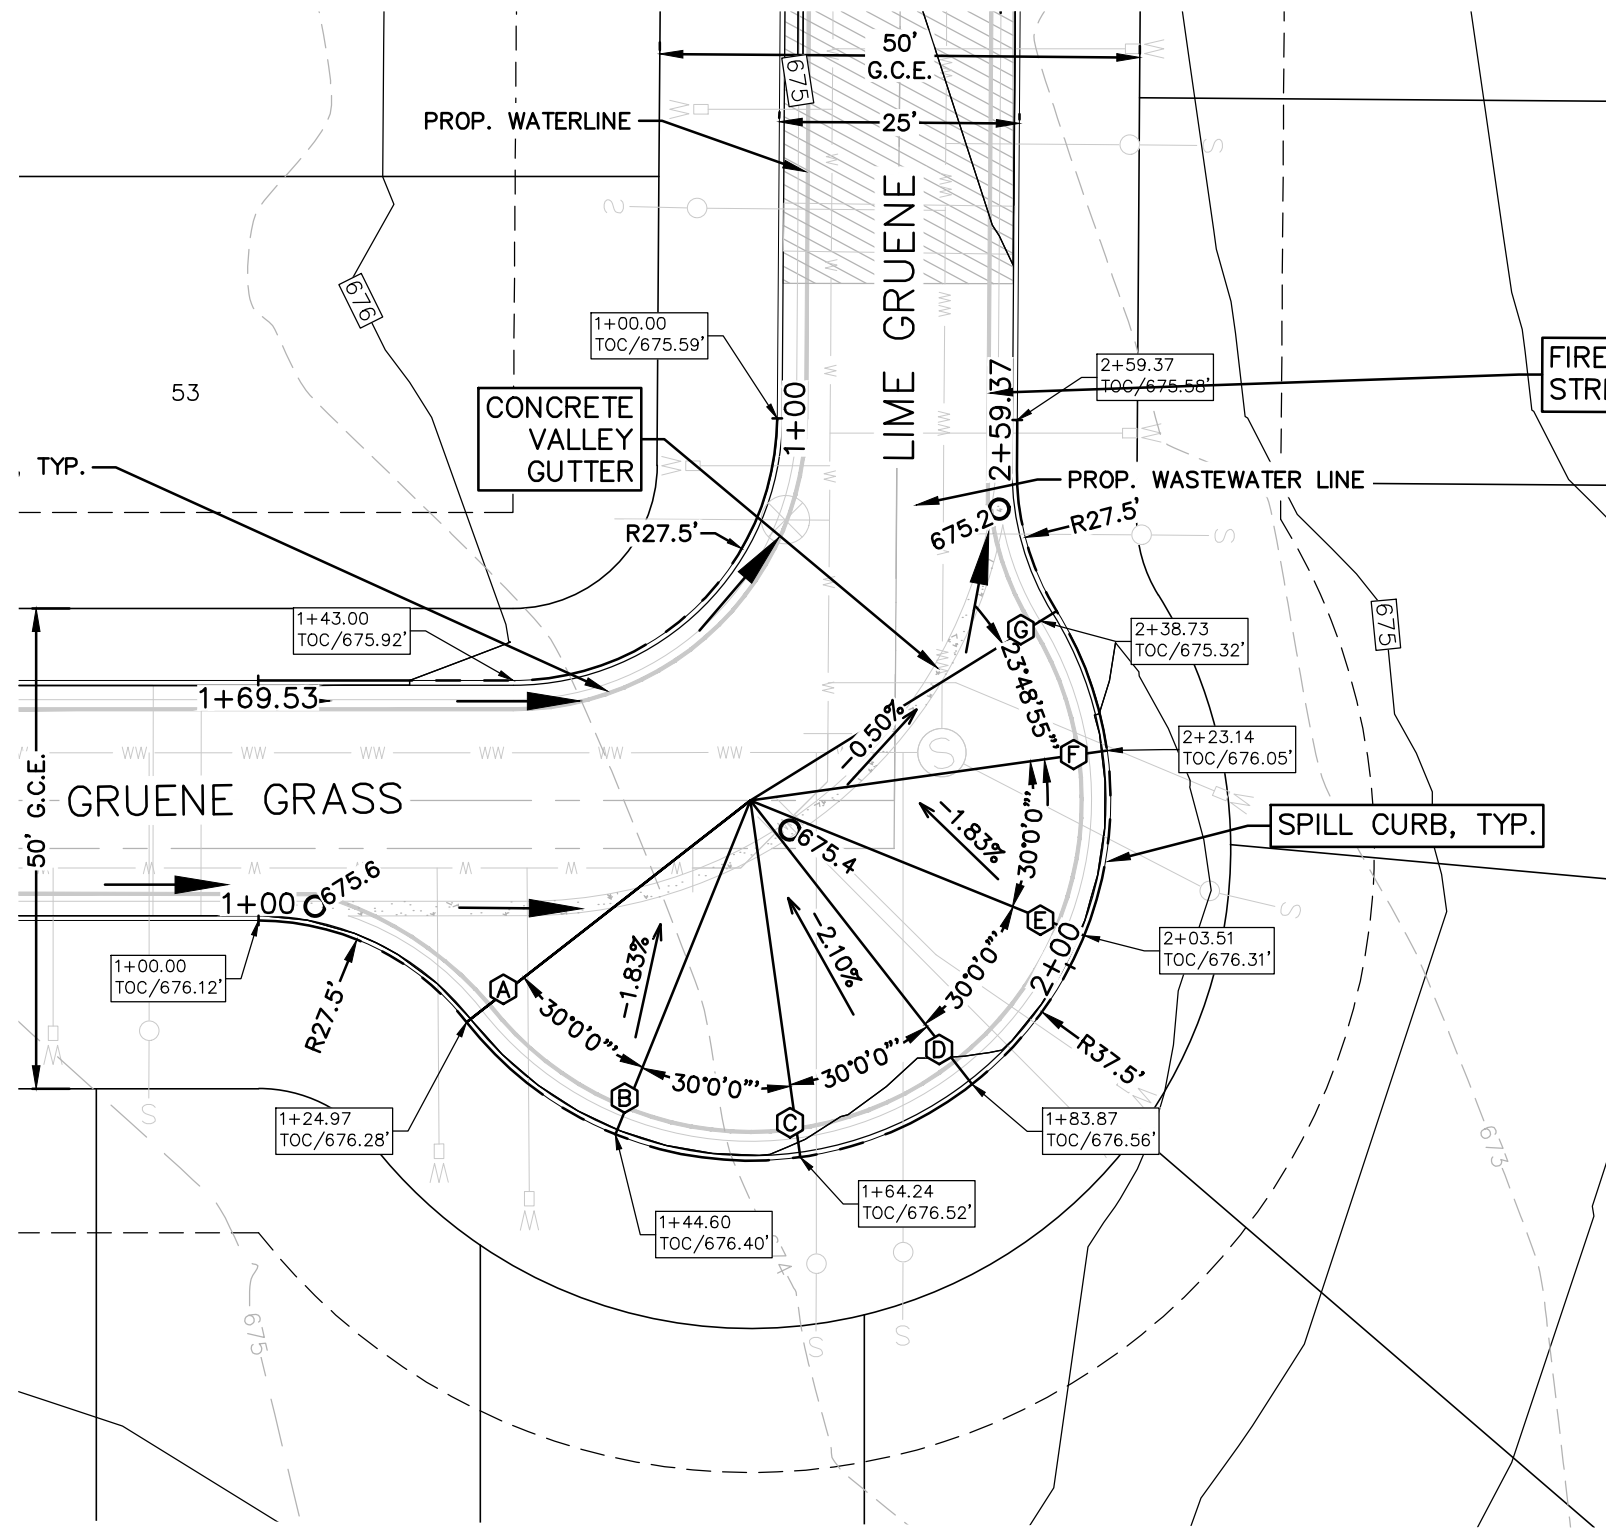 50'
G.C.E.
675
PROP. WATERLINE
25'
LIME GRUENE
676
1+00.00
TOC/675.59'
53
2+59.37
TOC/675.58'
FIRE
STR
CONCRETE
VALLEY
GUTTER
1+00
2+59.37
TYP.
PROP. WASTEWATER LINE
R27.5'
675.2
R27.5'
1+43.00
TOC/675.92'
G
2+38.73
TOC/675.32'
675
1+69.53
23°48'55"
-0.50%
F
2+23.14
TOC/676.05'
50' G.C.E.
GRUENE GRASS
SPILL CURB, TYP.
675.4
-1.83%
30°0'0"
675.6
1+00
E
2+03.51
TOC/676.31'
2+00
1+00.00
TOC/676.12'
R27.5'
A
-1.83%
-2.10%
30°0'0"
30°0'0"
30°0'0"
30°0'0"
B
C
D
R37.5'
1+24.97
TOC/676.28'
1+83.87
TOC/676.56'
1+64.24
TOC/676.52'
1+44.60
TOC/676.40'
673
674
675
W
S
WW